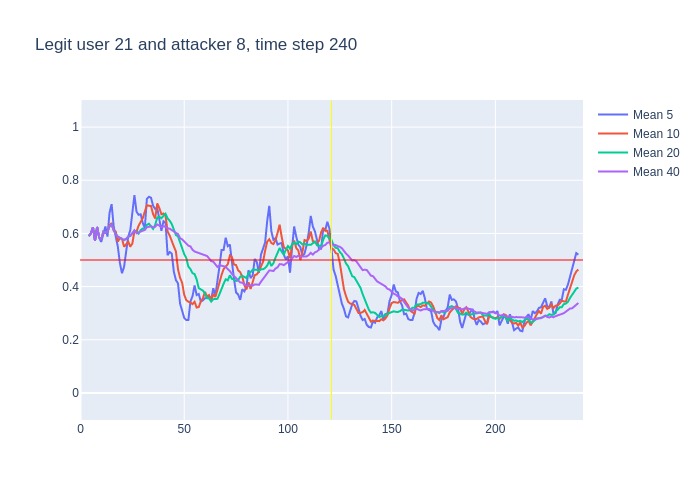 Legit user 21 and attacker 8, time step 240
Mean 5
Mean 10
Mean 20
Mean 40
1
0.8
0.6
0.4
0.2
0
0 50 100 150 200